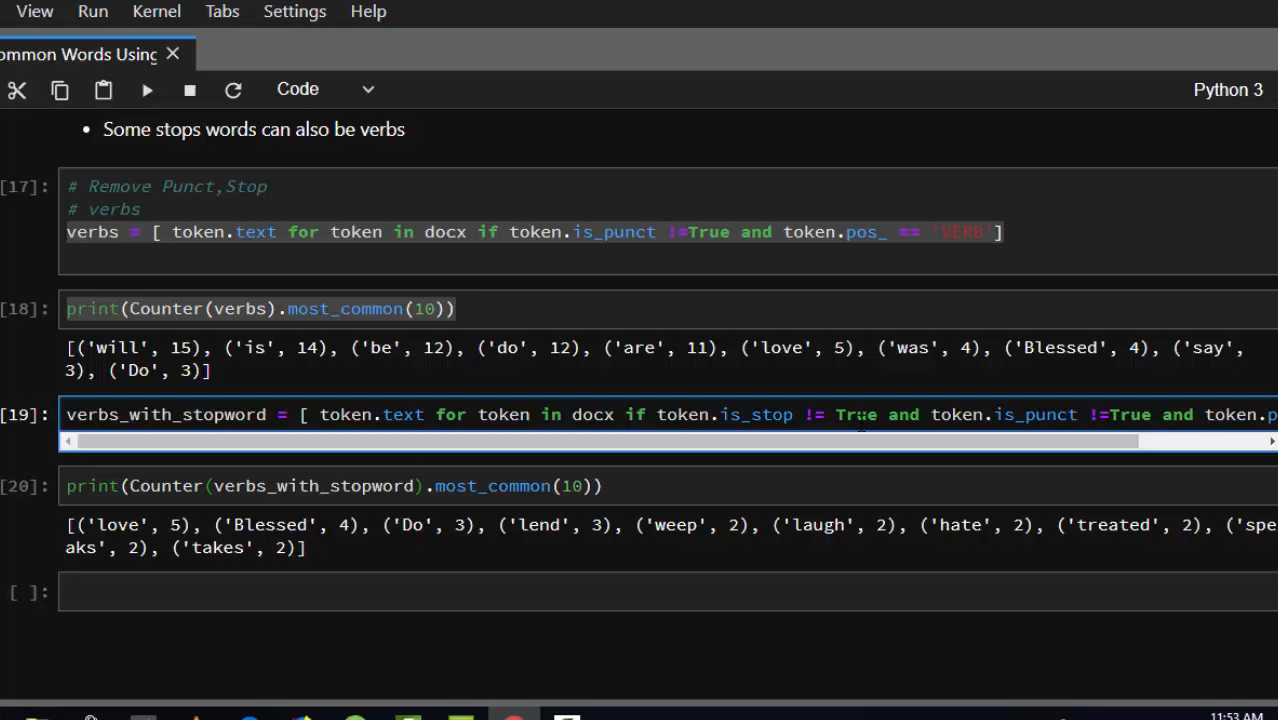 View Run Kernel Tabs Settings Help
ommon Words Using
Code Python 3
• Some stops words can also be verbs
[17]: # Remove Punct,Stop
# verbs
verbs = [ token.text for token in docx if token.is_punct !=True and token.pos_ == 'VERB']
[18]: print(Counter(verbs).most_common(10))
[('will', 15), ('is', 14), ('be', 12), ('do', 12), ('are', 11), ('love', 5), ('was', 4), ('Blessed', 4), ('say',
3), ('Do', 3)]
[19]: verbs_with_stopword = [ token.text for token in docx if token.is_stop != True and token.is_punct !=True and token.p
[20]: print(Counter(verbs_with_stopword).most_common(10))
[('love', 5), ('Blessed', 4), ('Do', 3), ('lend', 3), ('weep', 2), ('laugh', 2), ('hate', 2), ('treated', 2), ('spe
aks', 2), ('takes', 2)]
[ ]:
11:53 AM